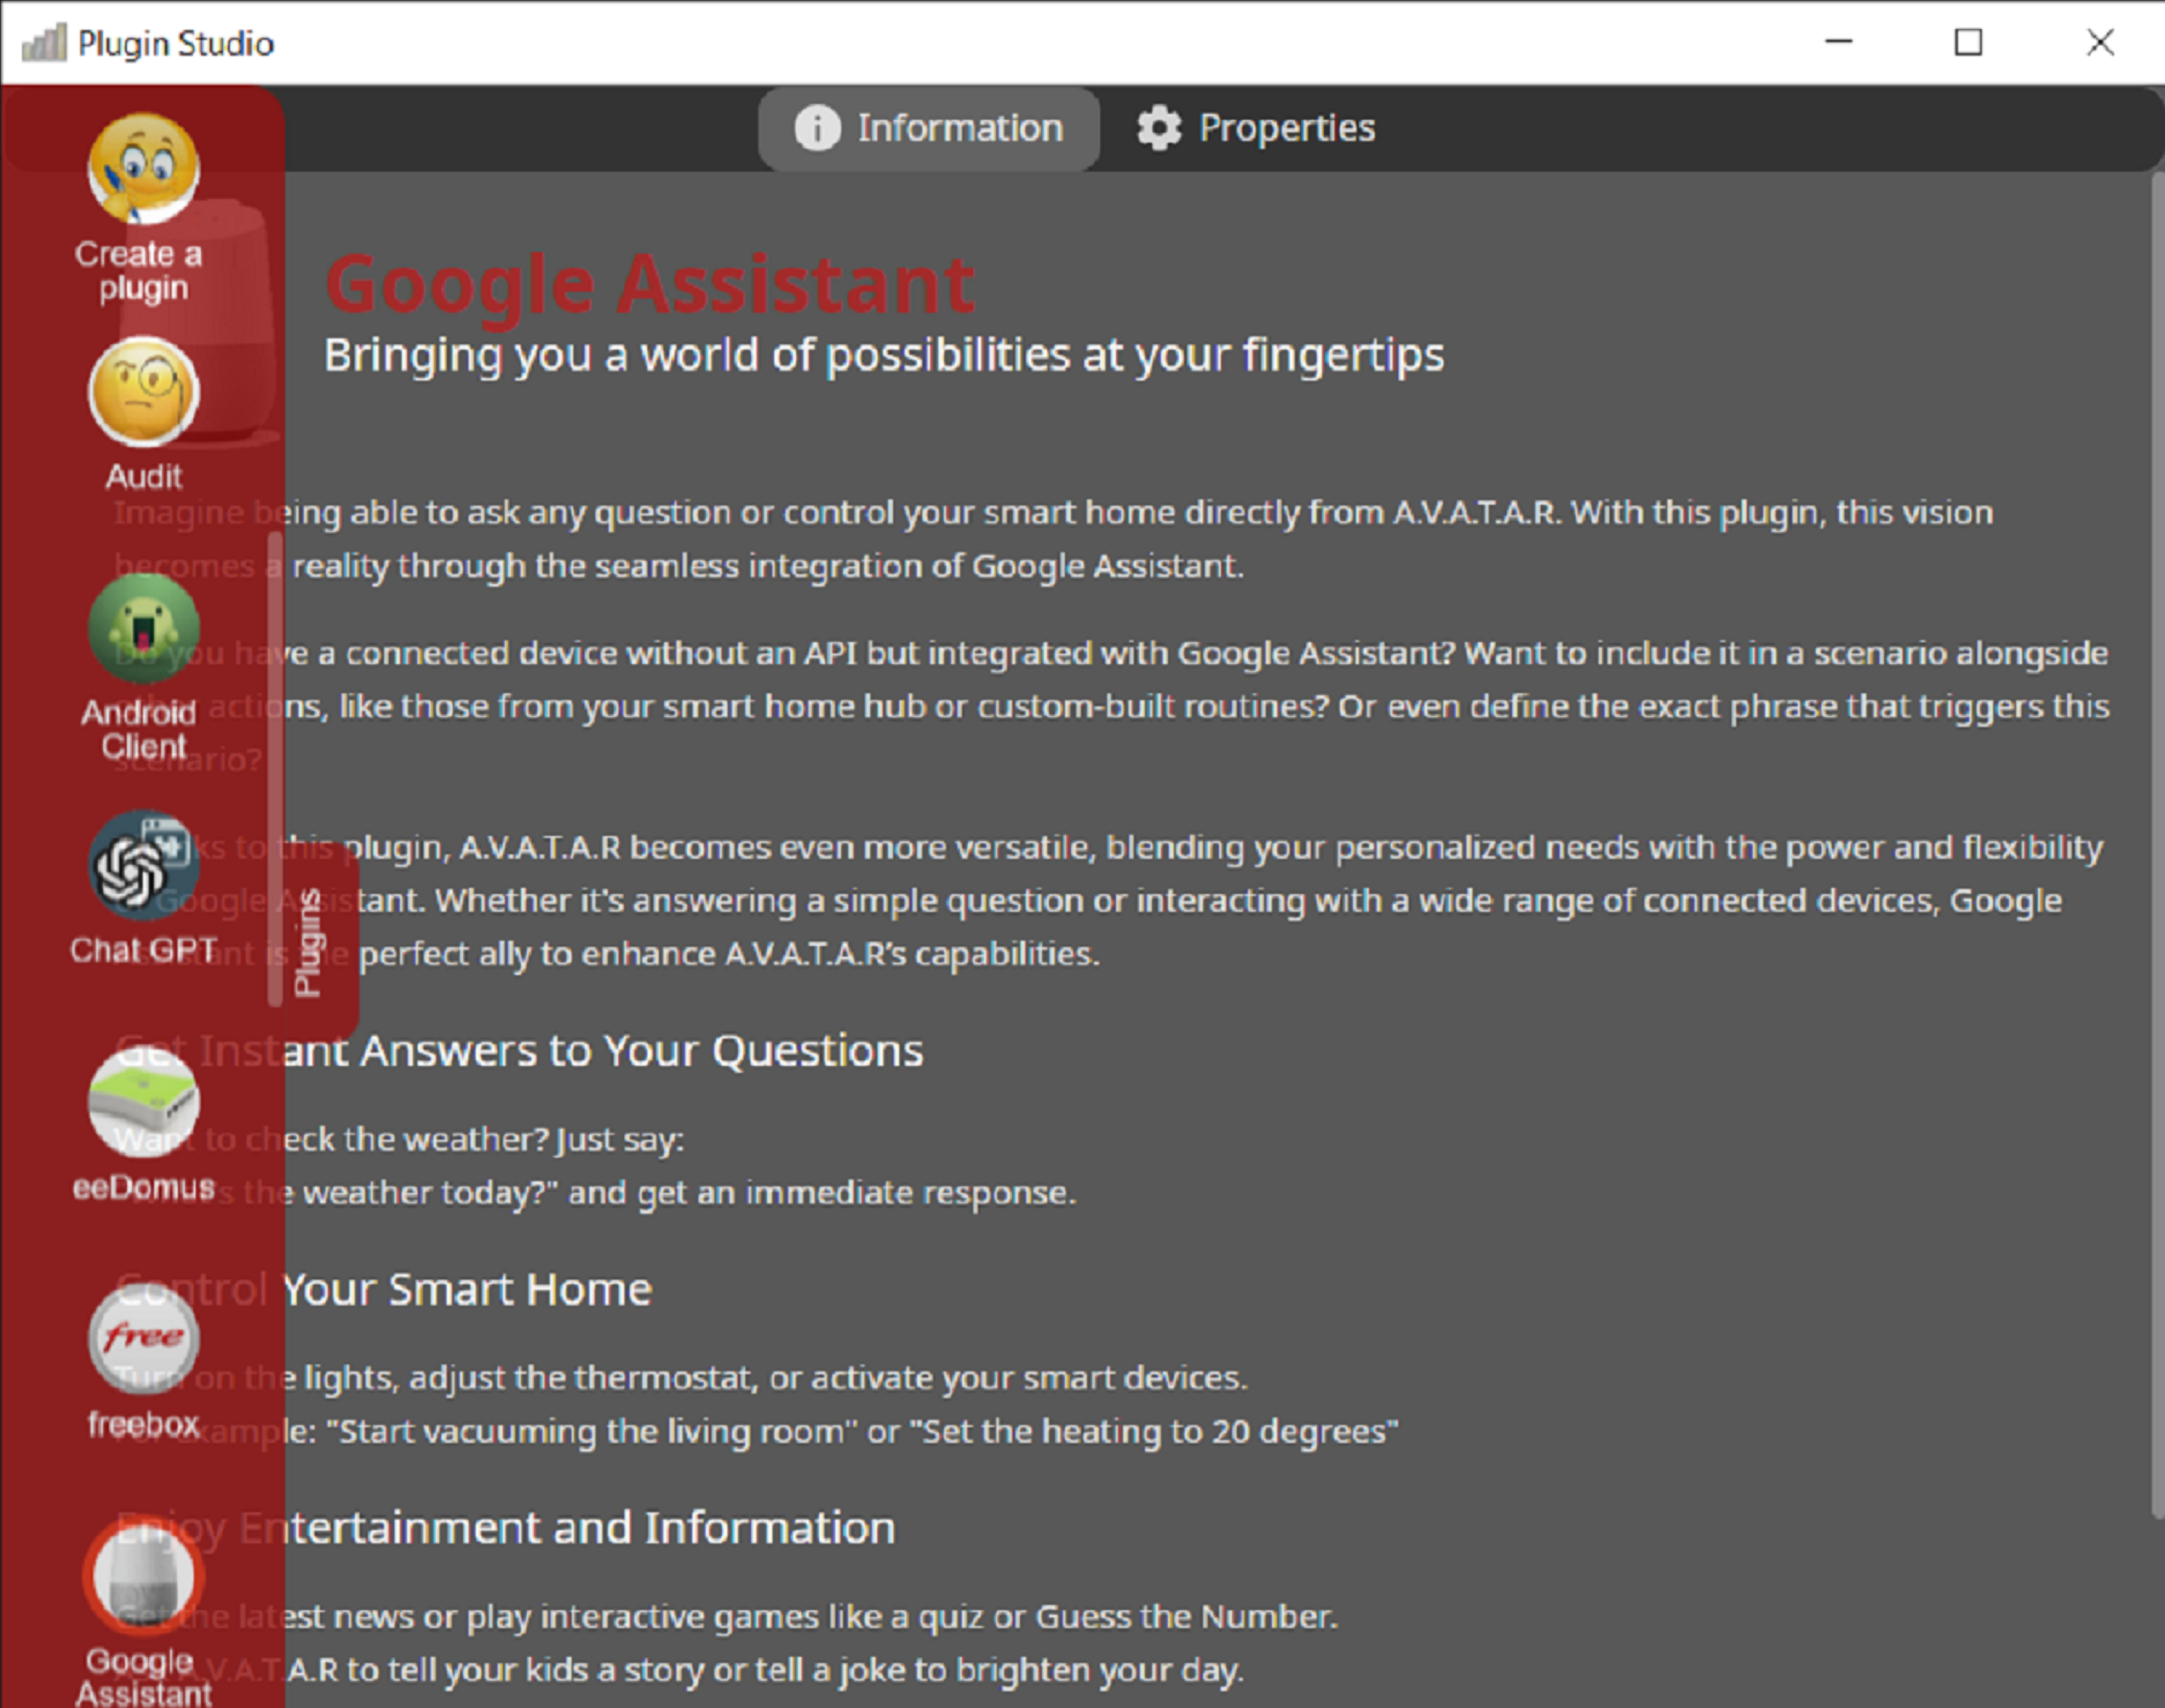 Plugin Studio
Information
Properties
Create a
plugin
Audit
Android
Client
Chat GPT
eeDomus
free
freebox
Google
Assistant
Plugins
Google Assistant
Bringing you a world of possibilities at your fingertips
Imagine being able to ask any question or control your smart home directly from A.V.A.T.A.R. With this plugin, this vision
becomes a reality through the seamless integration of Google Assistant.
Do you have a connected device without an API but integrated with Google Assistant? Want to include it in a scenario alongside
actions, like those from your smart home hub or custom-built routines? Or even define the exact phrase that triggers this
scenario?
to this plugin, A.V.A.T.A.R becomes even more versatile, blending your personalized needs with the power and flexibility
Google Assistant. Whether it's answering a simple question or interacting with a wide range of connected devices, Google
is the perfect ally to enhance A.V.A.T.A.R's capabilities.
Get Instant Answers to Your Questions
Want to check the weather? Just say:
the weather today?" and get an immediate response.
Control Your Smart Home
Turn on the lights, adjust the thermostat, or activate your smart devices.
example: "Start vacuuming the living room" or "Set the heating to 20 degrees"
Enjoy Entertainment and Information
Get the latest news or play interactive games like a quiz or Guess the Number.
A.V.A.T.A.R to tell your kids a story or tell a joke to brighten your day.